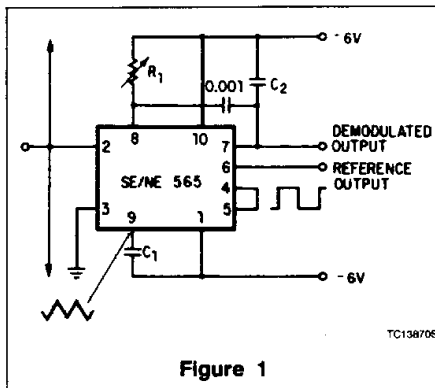 - 6V
R1
0.001
C2
8 10
2 7 DEMODULATED OUTPUT
6 REFERENCE OUTPUT
SE/NE 565
4
3 5
9 1
C1
- 6V
TC13870S
Figure 1